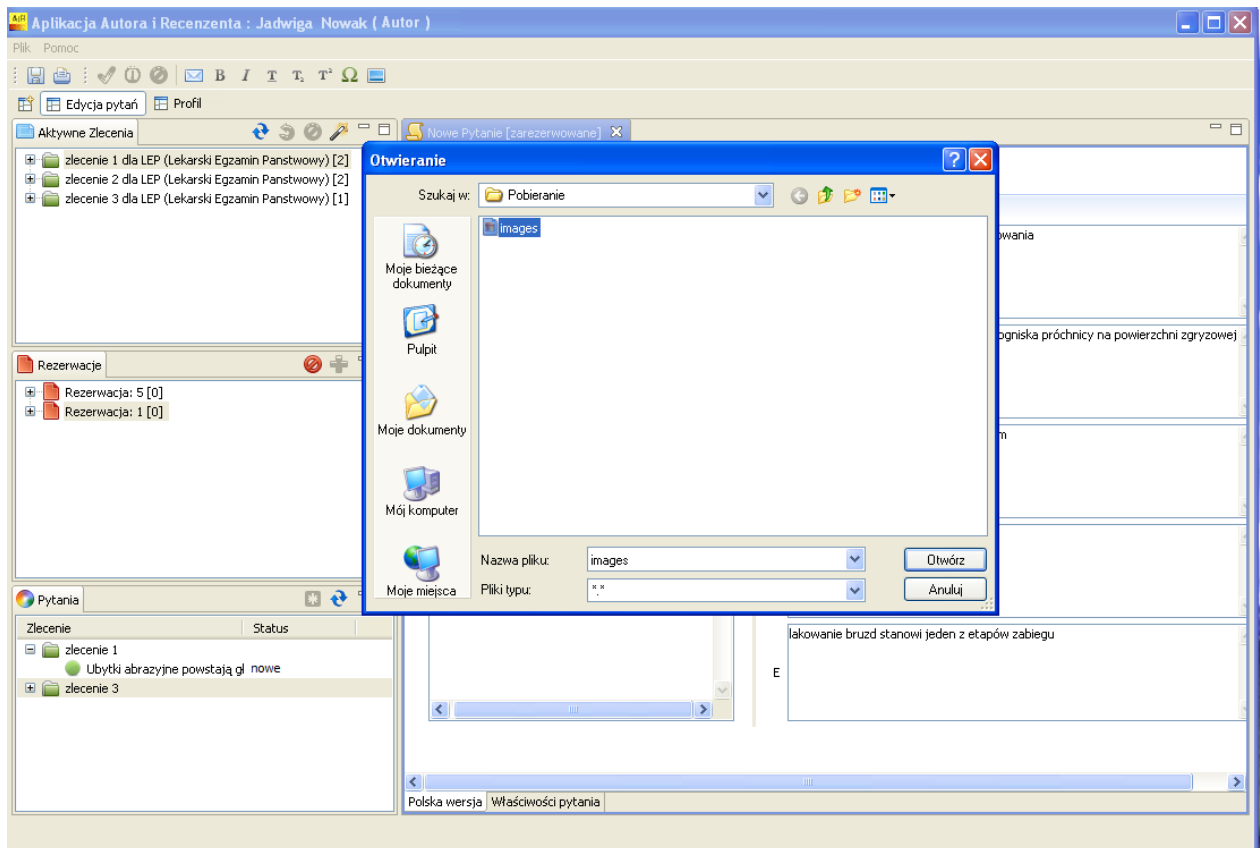 Aplikacja Autora i Recenzenta : Jadwiga Nowak ( Autor )
Plik Pomoc
B I T T₂ T² Ω
Edycja pytań Profil
Aktywne Zlecenia
zlecenie 1 dla LEP (Lekarski Egzamin Panstwowy) [2]
zlecenie 2 dla LEP (Lekarski Egzamin Panstwowy) [2]
zlecenie 3 dla LEP (Lekarski Egzamin Panstwowy) [1]
Rezerwacje
Rezerwacja: 5 [0]
Rezerwacja: 1 [0]
Pytania
Zlecenie Status
zlecenie 1
Ubytki abrazyjne powstają gł nowe
zlecenie 3
Nowe Pytanie [zarezerwowane]
Otwieranie
Szukaj w: Pobieranie
images
Moje bieżące
dokumenty
Pulpit
Moje dokumenty
Mój komputer
Moje miejsca
Nazwa pliku: images Otwórz
Pliki typu: *.* Anuluj
owania
ogniska próchnicy na powierzchni zgryzowej
m
lakowanie bruzd stanowi jeden z etapów zabiegu
E
Polska wersja Właściwości pytania